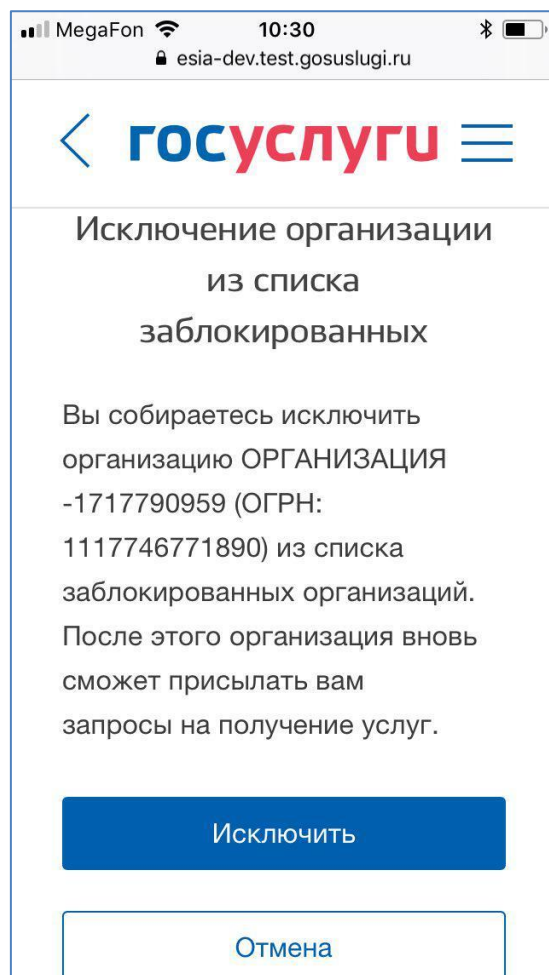 MegaFon 10:30
esia-dev.test.gosuslugi.ru
госуслуги
Исключение организации
из списка
заблокированных
Вы собираетесь исключить
организацию ОРГАНИЗАЦИЯ
-1717790959 (ОГРН:
1117746771890) из списка
заблокированных организаций.
После этого организация вновь
сможет присылать вам
запросы на получение услуг.
Исключить
Отмена